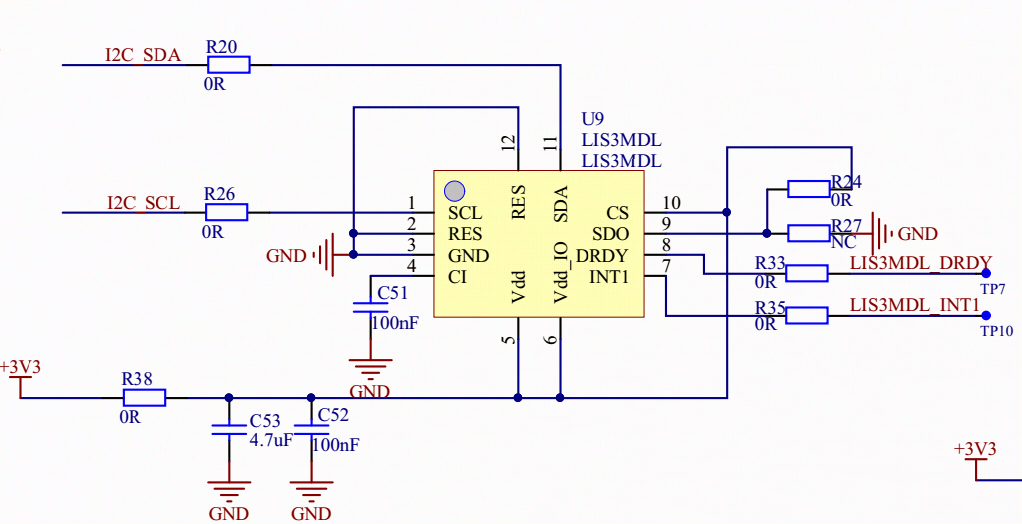 I2C_SDA
R20
0R
U9
LIS3MDL
LIS3MDL
12
11
RES
SDA
R24
0R
I2C_SCL
R26
0R
1
SCL
CS
10
2
RES
SDO
9
R27
NC
GND
GND
3
GND
DRDY
8
R33
0R
LIS3MDL_DRDY
TP7
4
CI
INT1
7
Vdd
Vdd_IO
C51
100nF
GND
R35
0R
LIS3MDL_INT1
TP10
5
6
+3V3
R38
0R
C53
4.7uF
GND
C52
100nF
GND
+3V3